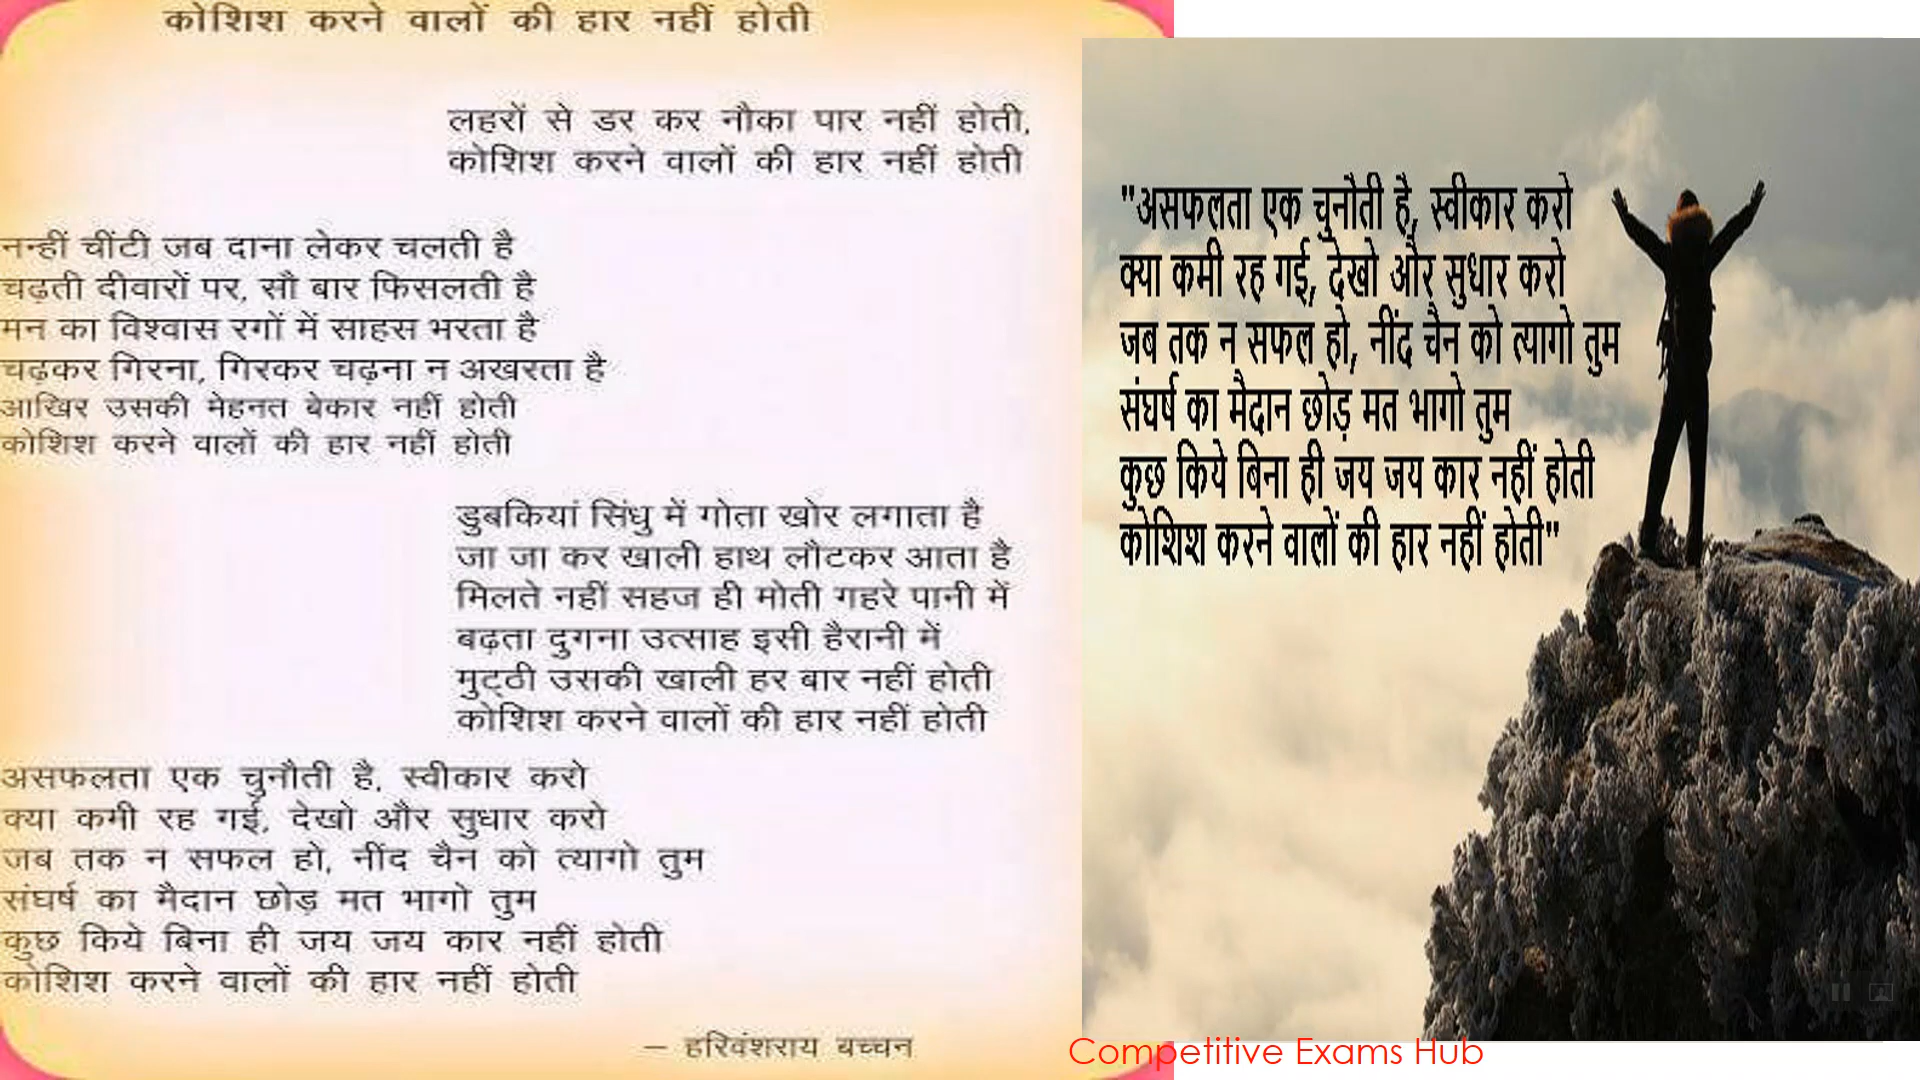 कोशिश करने वालों की हार नहीं होती
लहरों से डर कर नौका पार नहीं होती,
कोशिश करने वालों की हार नहीं होती
नन्हीं चींटी जब दाना लेकर चलती है
चढ़ती दीवारों पर, सौ बार फिसलती है
मन का विश्वास रगों में साहस भरता है
चढ़कर गिरना, गिरकर चढ़ना न अखरता है
आखिर उसकी मेहनत बेकार नहीं होती
कोशिश करने वालों की हार नहीं होती
डुबकियां सिंधु में गोता खोर लगाता है
जा जा कर खाली हाथ लौटकर आता है
मिलते नहीं सहज ही मोती गहरे पानी में
बढ़ता दुगना उत्साह इसी हैरानी में
मुट्ठी उसकी खाली हर बार नहीं होती
कोशिश करने वालों की हार नहीं होती
असफलता एक चुनौती है, स्वीकार करो
क्या कमी रह गई, देखो और सुधार करो
जब तक न सफल हो, नींद चैन को त्यागो तुम
संघर्ष का मैदान छोड़ मत भागो तुम
कुछ किये बिना ही जय जय कार नहीं होती
कोशिश करने वालों की हार नहीं होती
– हरिवंशराय बच्चन
"असफलता एक चुनौती है, स्वीकार करो
क्या कमी रह गई, देखो और सुधार करो
जब तक न सफल हो, नींद चैन को त्यागो तुम
संघर्ष का मैदान छोड़ मत भागो तुम
कुछ किये बिना ही जय जय कार नहीं होती
कोशिश करने वालों की हार नहीं होती"
Competitive Exams Hub